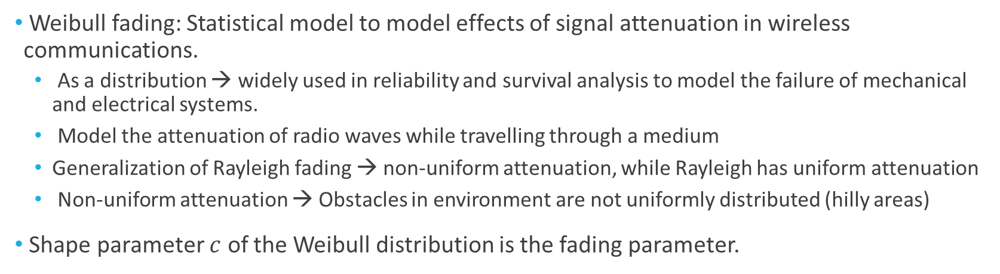 • Weibull fading: Statistical model to model effects of signal attenuation in wireless
communications.
• As a distribution → widely used in reliability and survival analysis to model the failure of mechanical
and electrical systems.
• Model the attenuation of radio waves while travelling through a medium
• Generalization of Rayleigh fading → non-uniform attenuation, while Rayleigh has uniform attenuation
• Non-uniform attenuation → Obstacles in environment are not uniformly distributed (hilly areas)
• Shape parameter c of the Weibull distribution is the fading parameter.